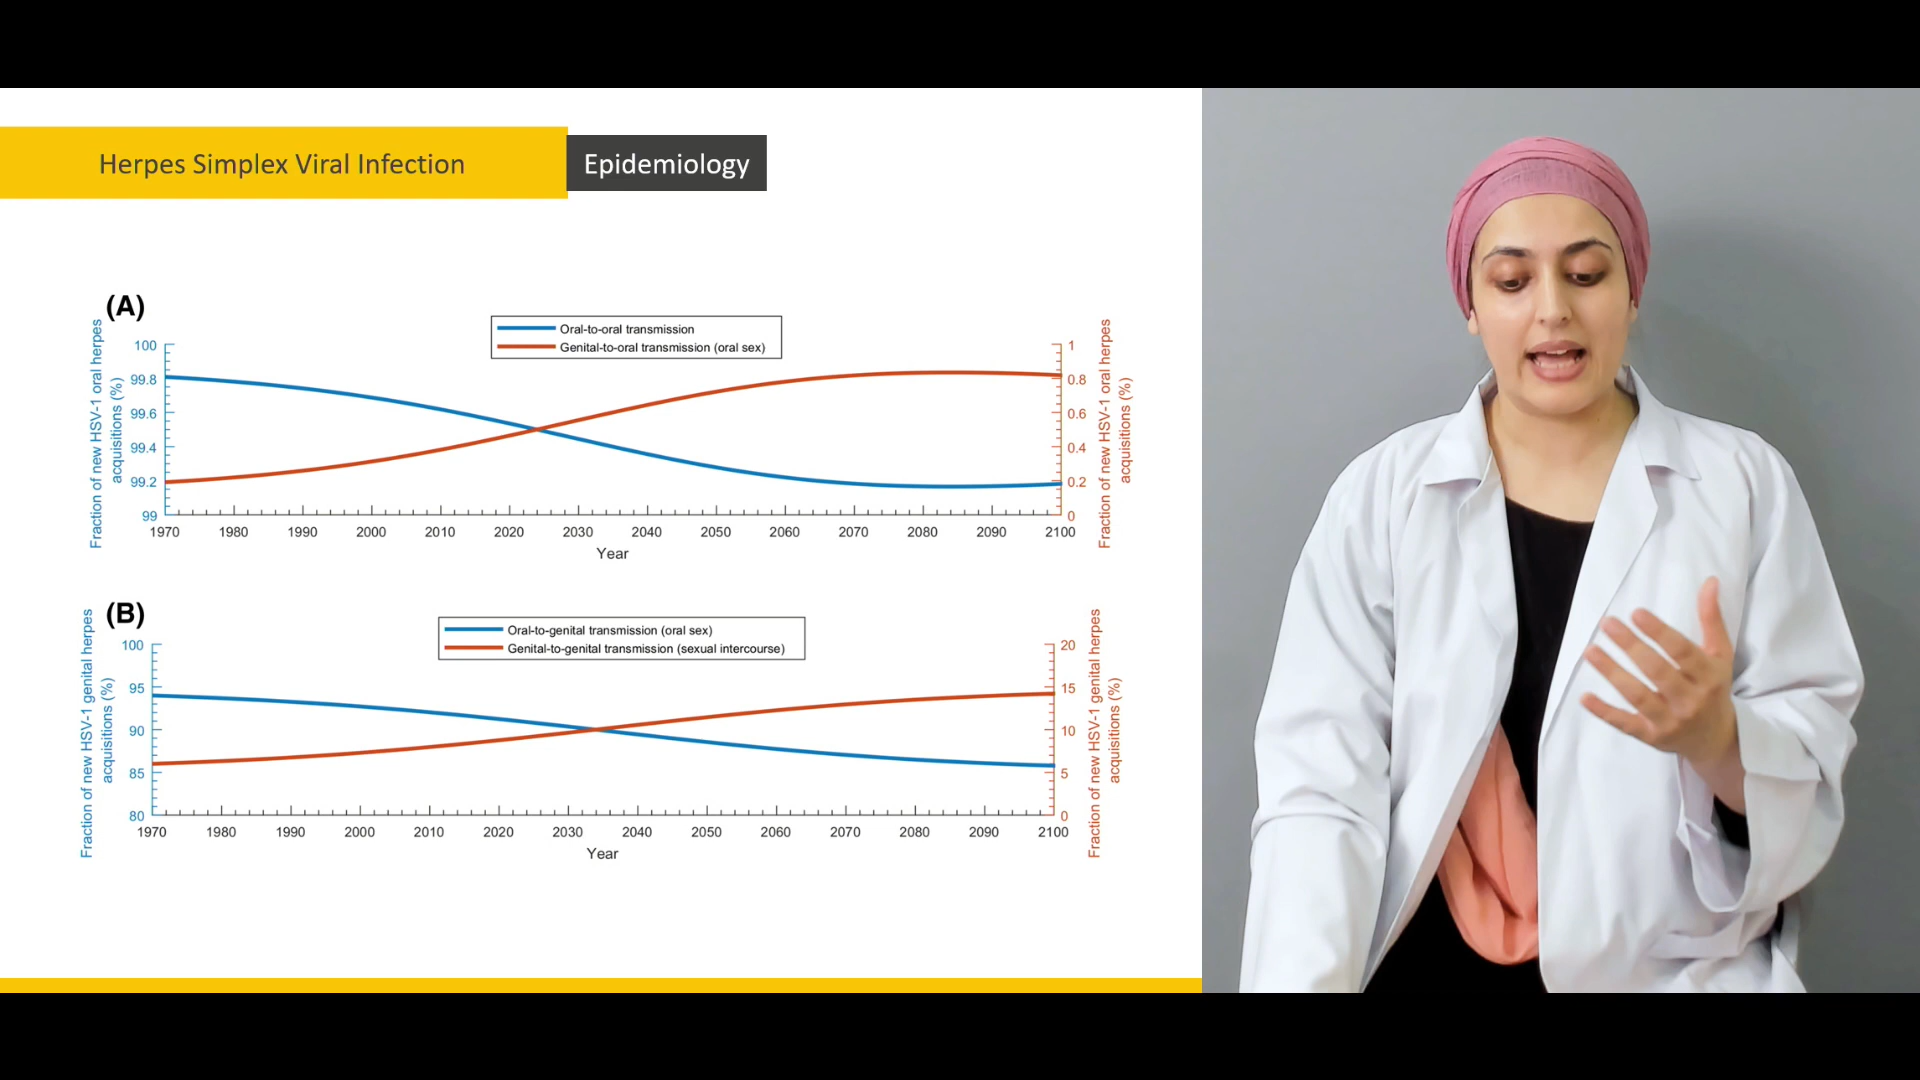 Herpes Simplex Viral Infection
Epidemiology
(A)
Oral-to-oral transmission
Genital-to-oral transmission (oral sex)
Fraction of new HSV-1 oral herpes
acquisitions (%)
100
99.8
99.6
99.4
99.2
99
1
0.8
0.6
0.4
0.2
0
Fraction of new HSV-1 oral herpes
acquisitions (%)
1970 1980 1990 2000 2010 2020 2030 2040 2050 2060 2070 2080 2090 2100
Year
(B)
Oral-to-genital transmission (oral sex)
Genital-to-genital transmission (sexual intercourse)
Fraction of new HSV-1 genital herpes
acquisitions (%)
100
95
90
85
80
20
15
10
5
0
Fraction of new HSV-1 genital herpes
acquisitions (%)
1970 1980 1990 2000 2010 2020 2030 2040 2050 2060 2070 2080 2090 2100
Year